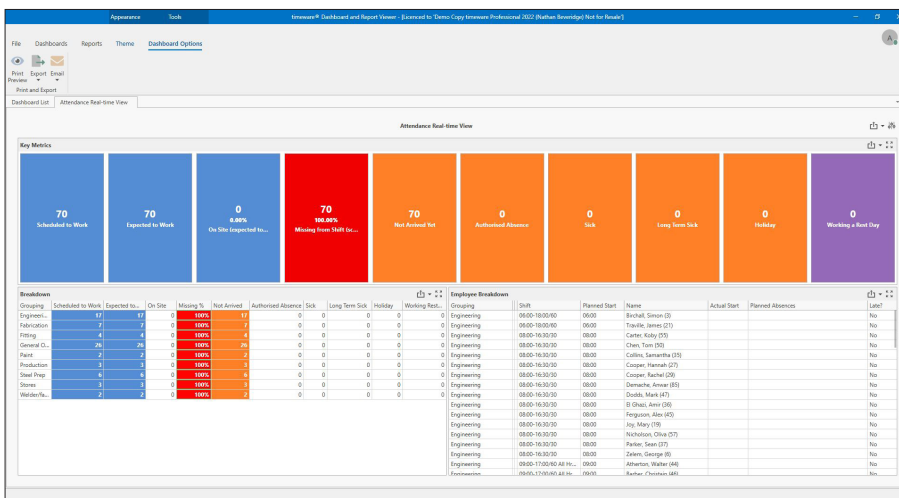 Appearance Tools timeware® Dashboard and Report Viewer - [Licenced to 'Demo Copy timeware Professional 2022 (Nathan Beveridge) Not for Resale']
File Dashboards Reports Theme Dashboard Options
A
Print Preview Export Email
Print and Export
Dashboard List Attendance Real-time View
Attendance Real-time View
Key Metrics
70 Scheduled to Work
70 Expected to Work
0 0.00% On Site (expected to...
70 100.00% Missing from Shift (sc...
70 Not Arrived Yet
0 Authorised Absence
0 Sick
0 Long Term Sick
0 Holiday
0 Working a Rest Day
Breakdown
Grouping Scheduled to Work Expected to... On Site Missing % Not Arrived Authorised Absence Sick Long Term Sick Holiday Working Rest...
Engineeri... 17 17 0 100% 17 0 0 0 0 0
Fabrication 7 7 0 100% 7 0 0 0 0 0
Fitting 4 4 0 100% 4 0 0 0 0 0
General O... 26 26 0 100% 26 0 0 0 0 0
Paint 2 2 0 100% 2 0 0 0 0 0
Production 3 3 0 100% 3 0 0 0 0 0
Steel Prep 6 6 0 100% 6 0 0 0 0 0
Stores 3 3 0 100% 3 0 0 0 0 0
Welder/fa... 2 2 0 100% 2 0 0 0 0 0
Employee Breakdown
Grouping Shift Planned Start Name Actual Start Planned Absences Late?
Engineering 06:00-18:00/60 06:00 Birchall, Simon (3) No
Engineering 06:00-18:00/60 06:00 Traville, James (21) No
Engineering 08:00-16:30/30 08:00 Carter, Koby (55) No
Engineering 08:00-16:30/30 08:00 Chen, Tom (50) No
Engineering 08:00-16:30/30 08:00 Collins, Samantha (35) No
Engineering 08:00-16:30/30 08:00 Cooper, Hannah (27) No
Engineering 08:00-16:30/30 08:00 Cooper, Rachel (29) No
Engineering 08:00-16:30/30 08:00 Demache, Anwar (85) No
Engineering 08:00-16:30/30 08:00 Dodds, Mark (47) No
Engineering 08:00-16:30/30 08:00 El Ghazi, Amir (36) No
Engineering 08:00-16:30/30 08:00 Ferguson, Alex (45) No
Engineering 08:00-16:30/30 08:00 Joy, Mary (19) No
Engineering 08:00-16:30/30 08:00 Nicholson, Oliva (57) No
Engineering 08:00-16:30/30 08:00 Parker, Sean (37) No
Engineering 08:00-16:30/30 08:00 Zelem, George (6) No
Engineering 09:00-17:00/60 All Hr... 09:00 Atherton, Walter (44) No
Engineering 09:00-17:00/60 All Hr... 09:00 Barber, Christain (46) No